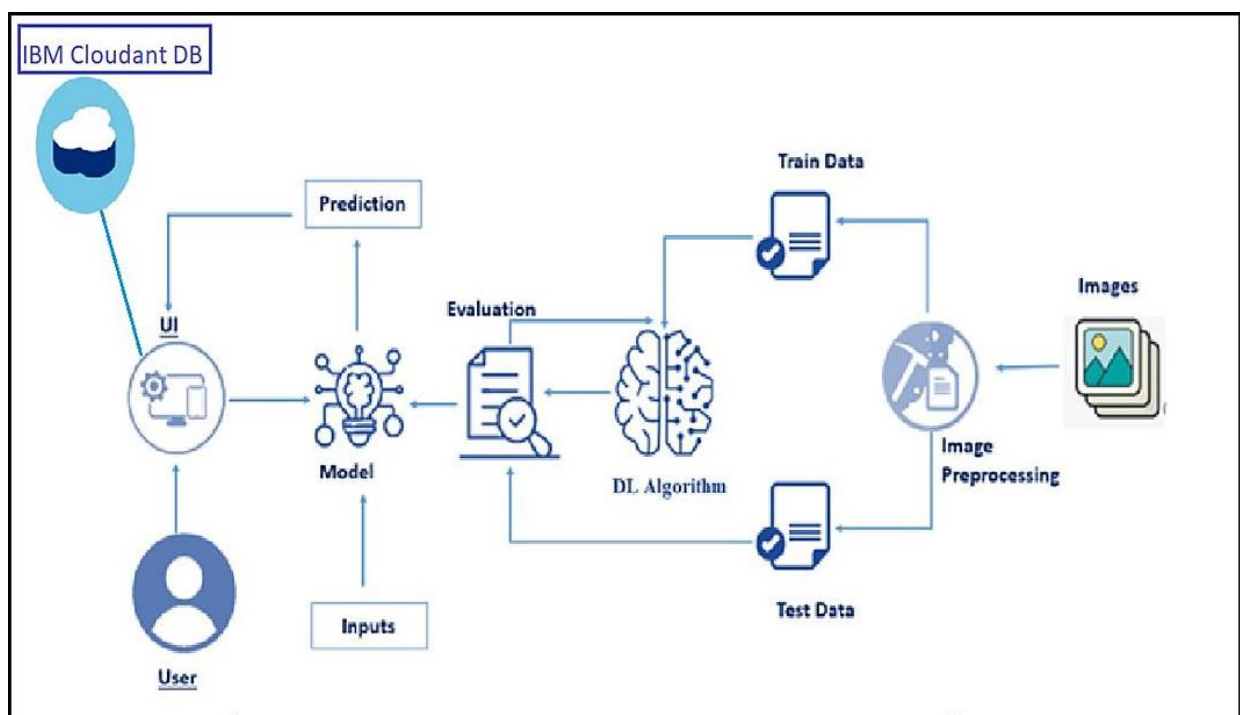 IBM Cloudant DB
Train Data
Prediction
Images
Evaluation
UI
Image
Preprocessing
Model
DL Algorithm
Test Data
Inputs
User